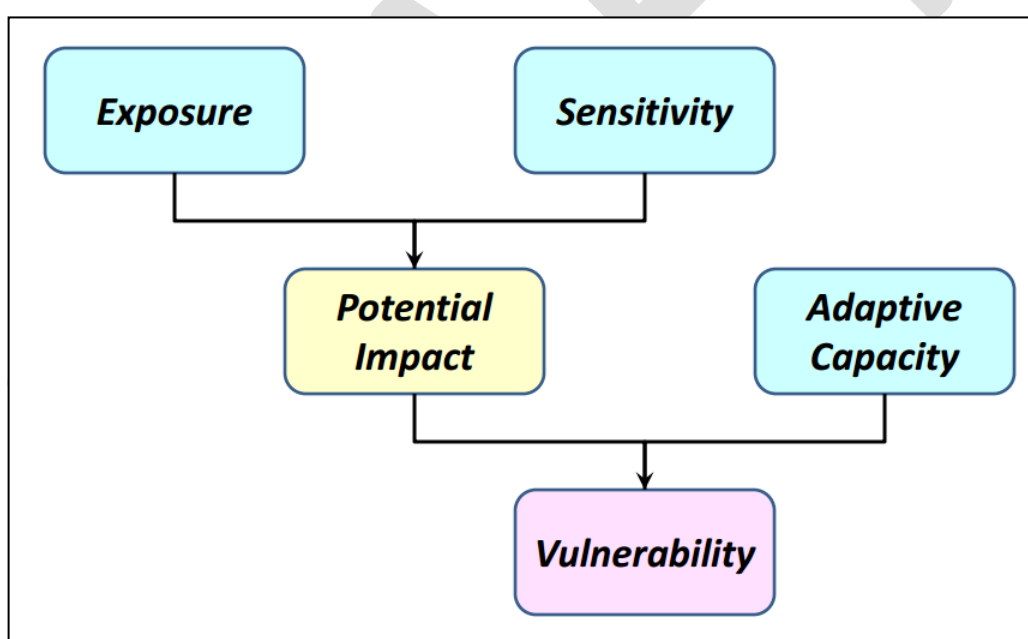 Exposure
Sensitivity
Potential
Impact
Adaptive
Capacity
Vulnerability